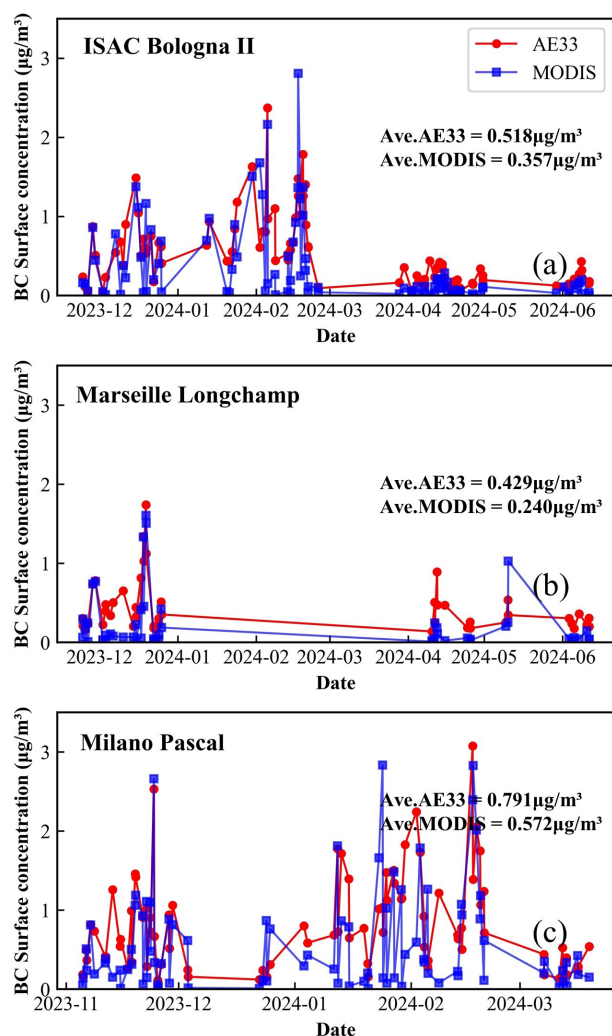 ISAC Bologna II
AE33
MODIS
Ave.AE33 = 0.518μg/m³
Ave.MODIS = 0.357μg/m³
(a)
BC Surface concentration (μg/m³)
3
2
1
0
2023-12 2024-01 2024-02 2024-03 2024-04 2024-05 2024-06
Date
Marseille Longchamp
Ave.AE33 = 0.429μg/m³
Ave.MODIS = 0.240μg/m³
(b)
BC Surface concentration (μg/m³)
3
2
1
0
2023-12 2024-01 2024-02 2024-03 2024-04 2024-05 2024-06
Date
Milano Pascal
Ave.AE33 = 0.791μg/m³
Ave.MODIS = 0.572μg/m³
(c)
BC Surface concentration (μg/m³)
3
2
1
0
2023-11 2023-12 2024-01 2024-02 2024-03
Date